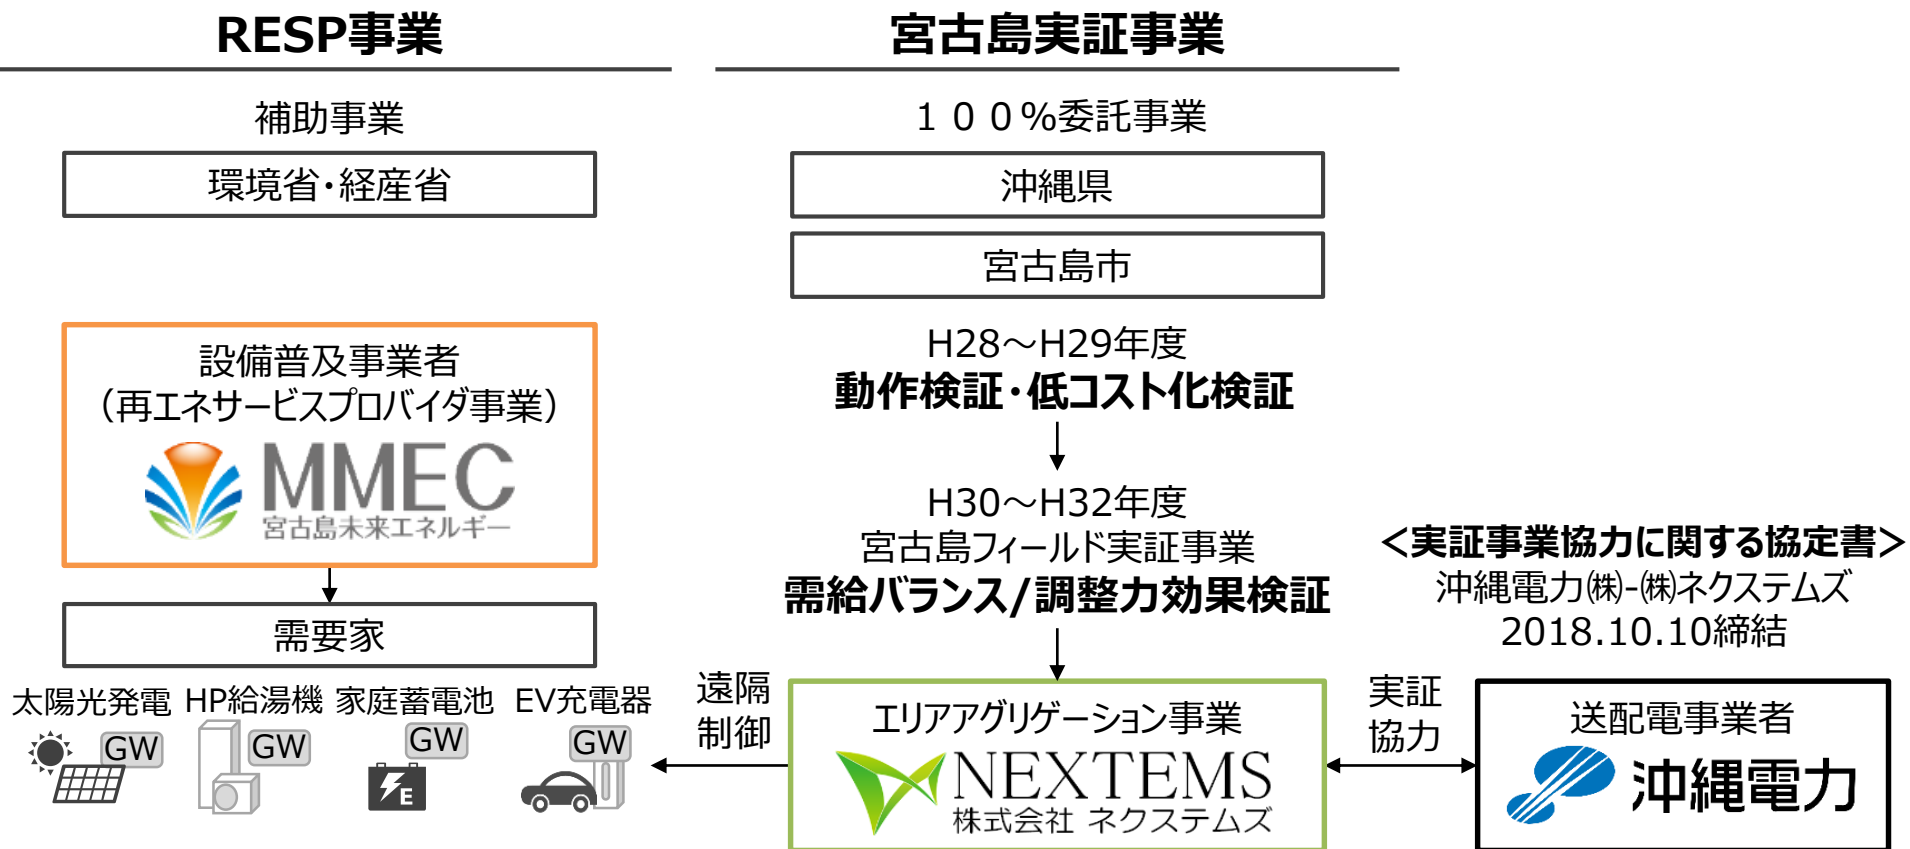 RESP事業
補助事業
環境省・経産省
設備普及事業者
（再エネサービスプロバイダ事業）
MMEC
宮古島未来エネルギー
需要家
太陽光発電 HP給湯機 家庭蓄電池 EV充電器
GW GW GW GW
E
宮古島実証事業
１００％委託事業
沖縄県
宮古島市
H28～H29年度
動作検証・低コスト化検証
H30～H32年度
宮古島フィールド実証事業
需給バランス/調整力効果検証
遠隔
制御
エリアアグリゲーション事業
NEXTEMS
株式会社 ネクステムズ
実証
協力
＜実証事業協力に関する協定書＞
沖縄電力㈱-㈱ネクステムズ
2018.10.10締結
送配電事業者
沖縄電力